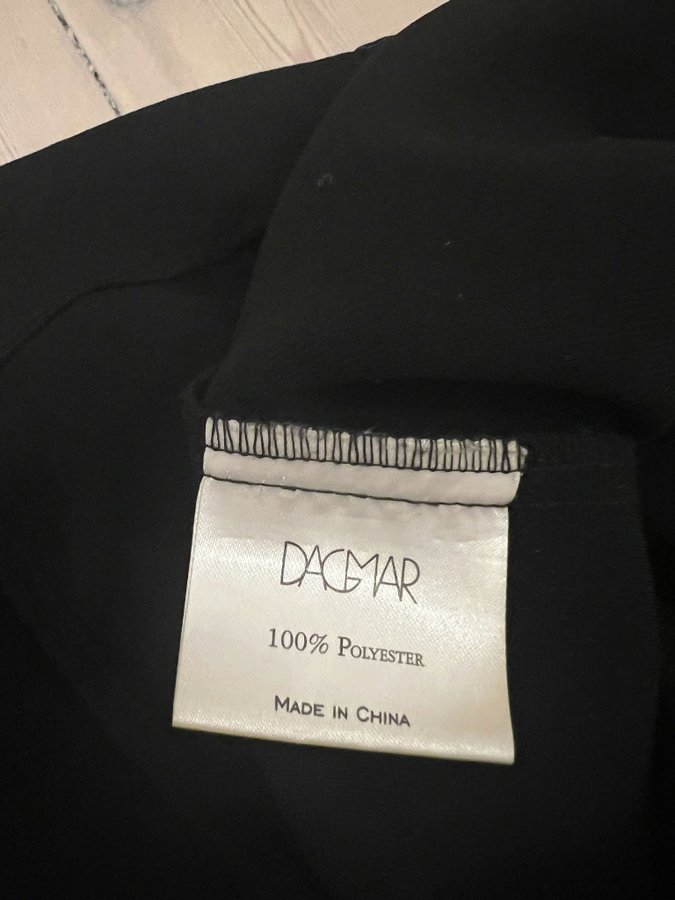 DAGMAR
100% Polyester
Made in China